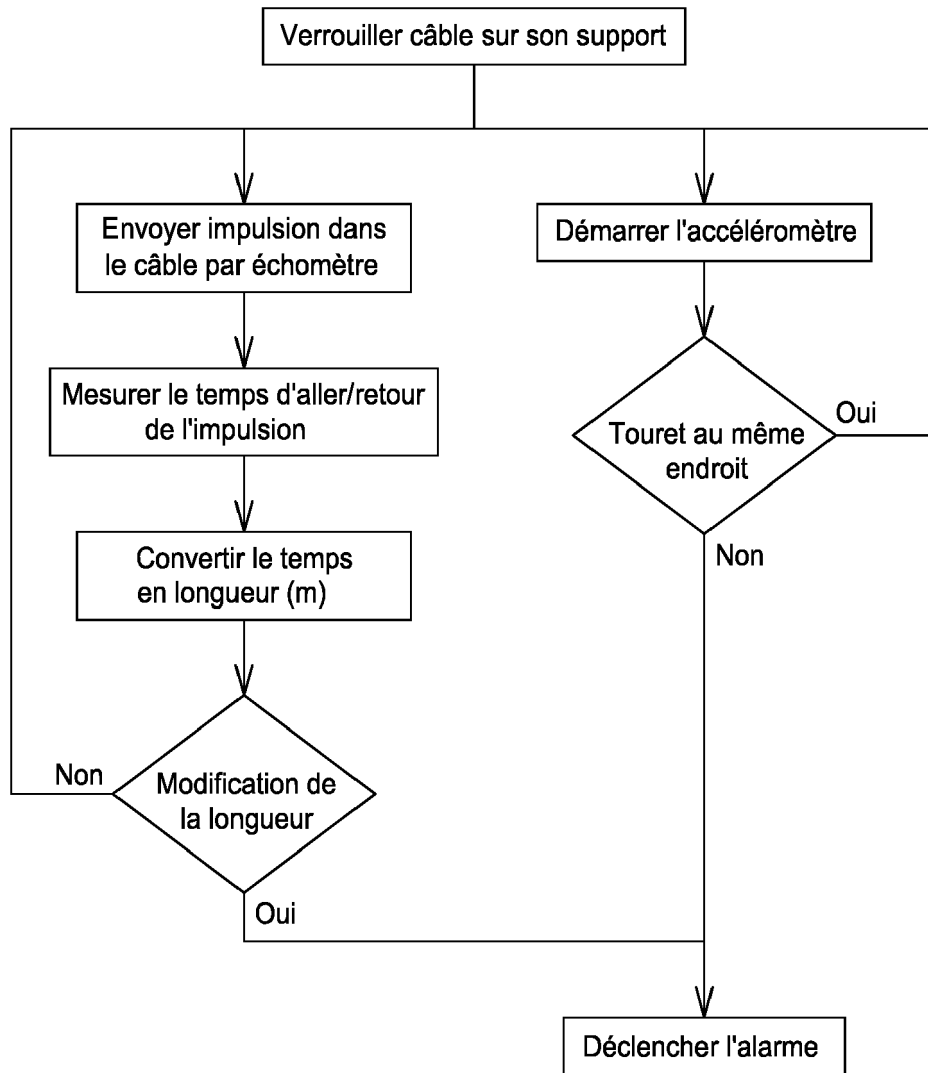 Verrouiller câble sur son support
Envoyer impulsion dans
le câble par échomètre
Mesurer le temps d'aller/retour
de l'impulsion
Convertir le temps
en longueur (m)
Non
Modification de
la longueur
Oui
Démarrer l'accéléromètre
Oui
Touret au même
endroit
Non
Déclencher l'alarme